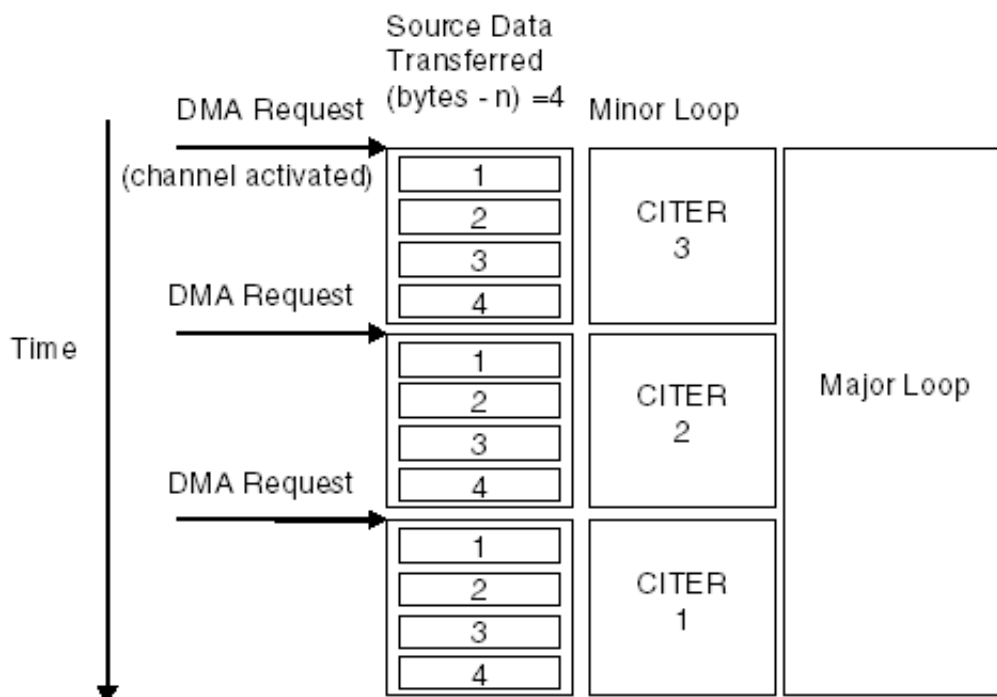 Source Data
Transferred
(bytes - n) =4
DMA Request
Minor Loop
(channel activated)
1
2
3
4
CITER
3
DMA Request
Time
1
2
3
4
CITER
2
Major Loop
DMA Request
1
2
3
4
CITER
1